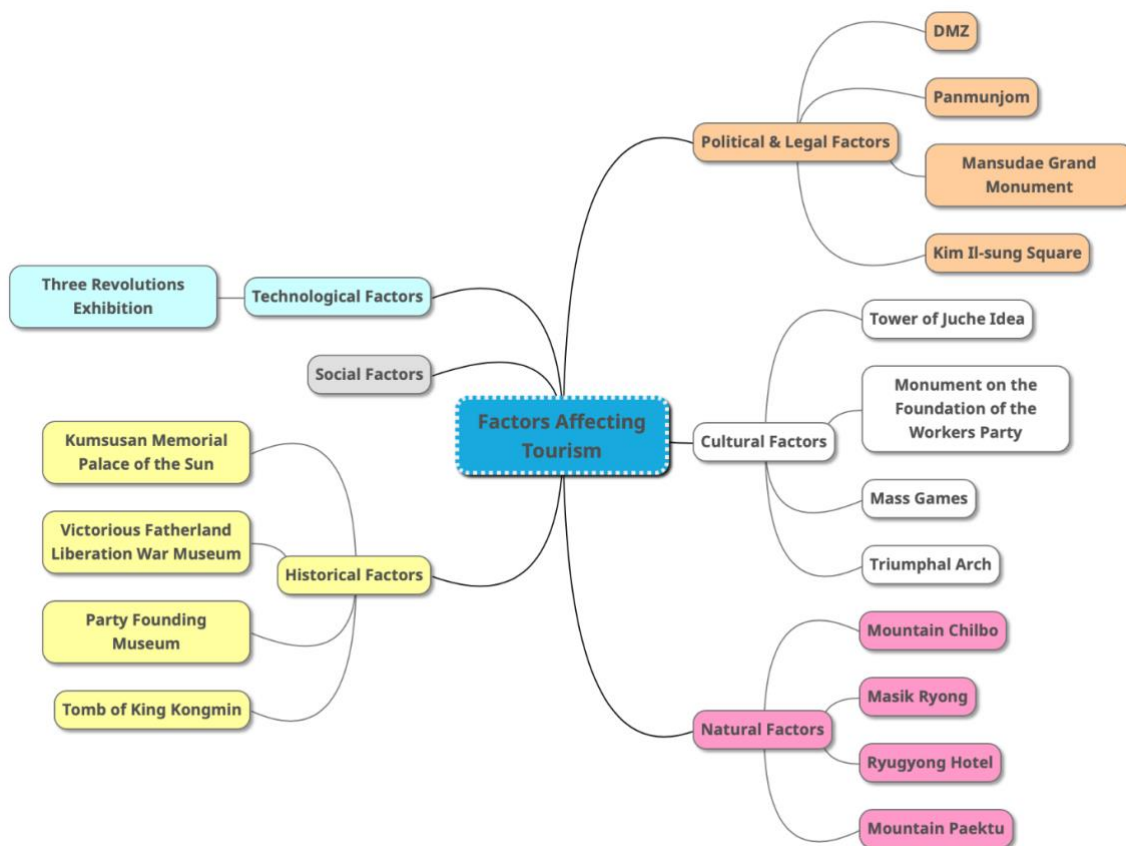 Factors Affecting
Tourism
Political & Legal Factors
DMZ
Panmunjom
Mansudae Grand
Monument
Kim Il-sung Square
Cultural Factors
Tower of Juche Idea
Monument on the
Foundation of the
Workers Party
Mass Games
Triumphal Arch
Natural Factors
Mountain Chilbo
Masik Ryong
Ryugyong Hotel
Mountain Paektu
Technological Factors
Three Revolutions
Exhibition
Social Factors
Historical Factors
Kumsusan Memorial
Palace of the Sun
Victorious Fatherland
Liberation War Museum
Party Founding
Museum
Tomb of King Kongmin